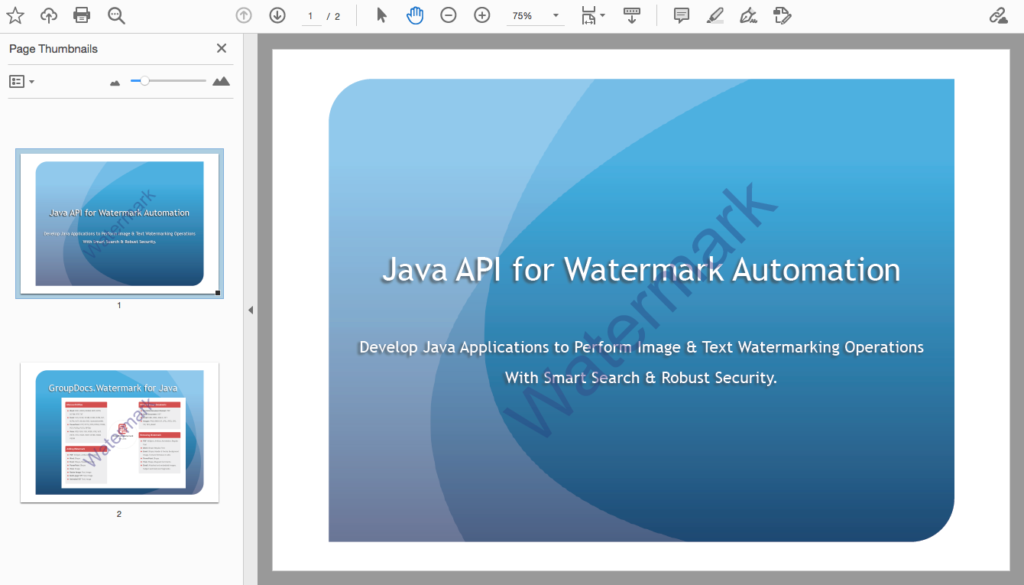 1 / 2
75%
Page Thumbnails
Java API for Watermark Automation
Develop Java Applications to Perform Image & Text Watermarking Operations
With Smart Search & Robust Security.
Watermark
1
GroupDocs.Watermark for Java
Watermark
2
Java API for Watermark Automation
Develop Java Applications to Perform Image & Text Watermarking Operations
With Smart Search & Robust Security.
Watermark